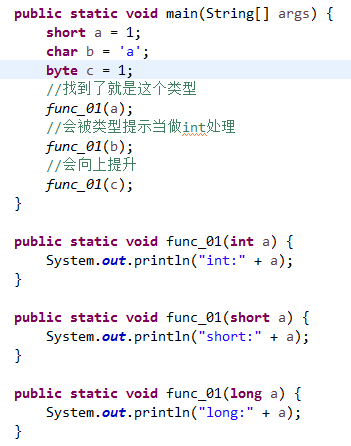 public static void main(String[] args) {
    short a = 1;
    char b = 'a';
    byte c = 1;
    //找到了就是这个类型
    func_01(a);
    //会被类型提示当做int处理
    func_01(b);
    //会向上提升
    func_01(c);
}

public static void func_01(int a) {
    System.out.println("int:" + a);
}

public static void func_01(short a) {
    System.out.println("short:" + a);
}

public static void func_01(long a) {
    System.out.println("long:" + a);
}